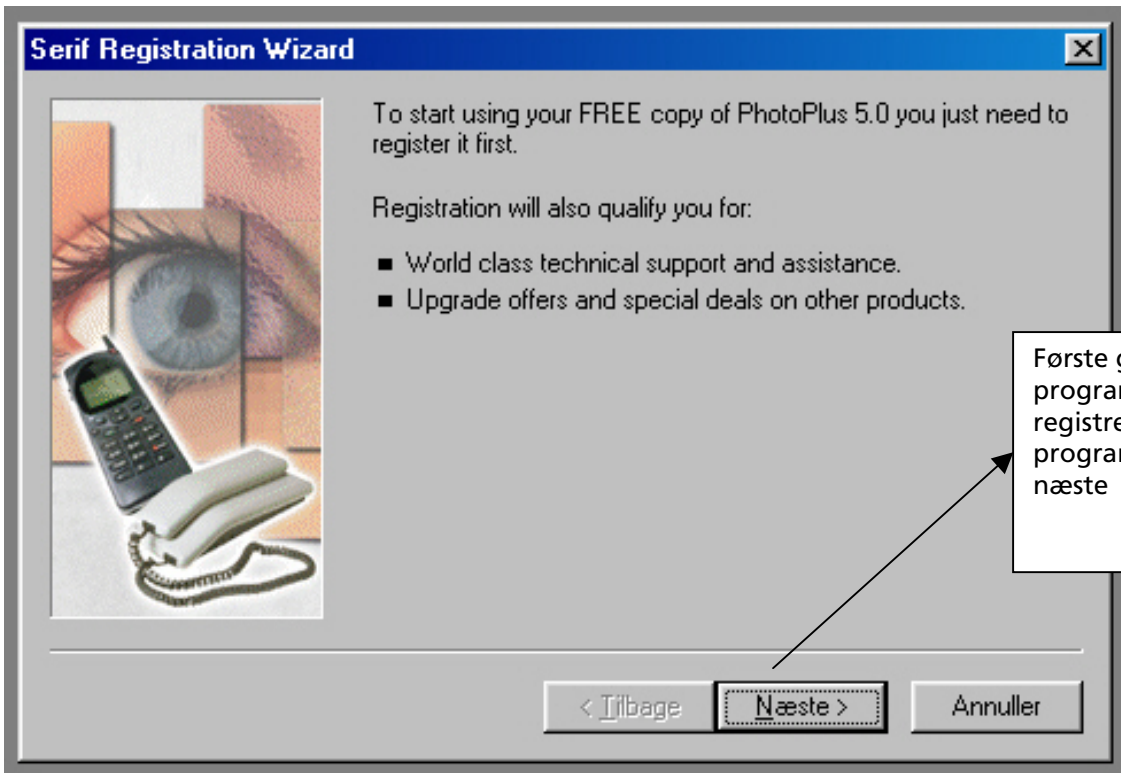 Serif Registration Wizard
To start using your FREE copy of PhotoPlus 5.0 you just need to
register it first.
Registration will also qualify you for:
■ World class technical support and assistance.
■ Upgrade offers and special deals on other products.
Første
næste
< Tilbage
Næste >
Annuller